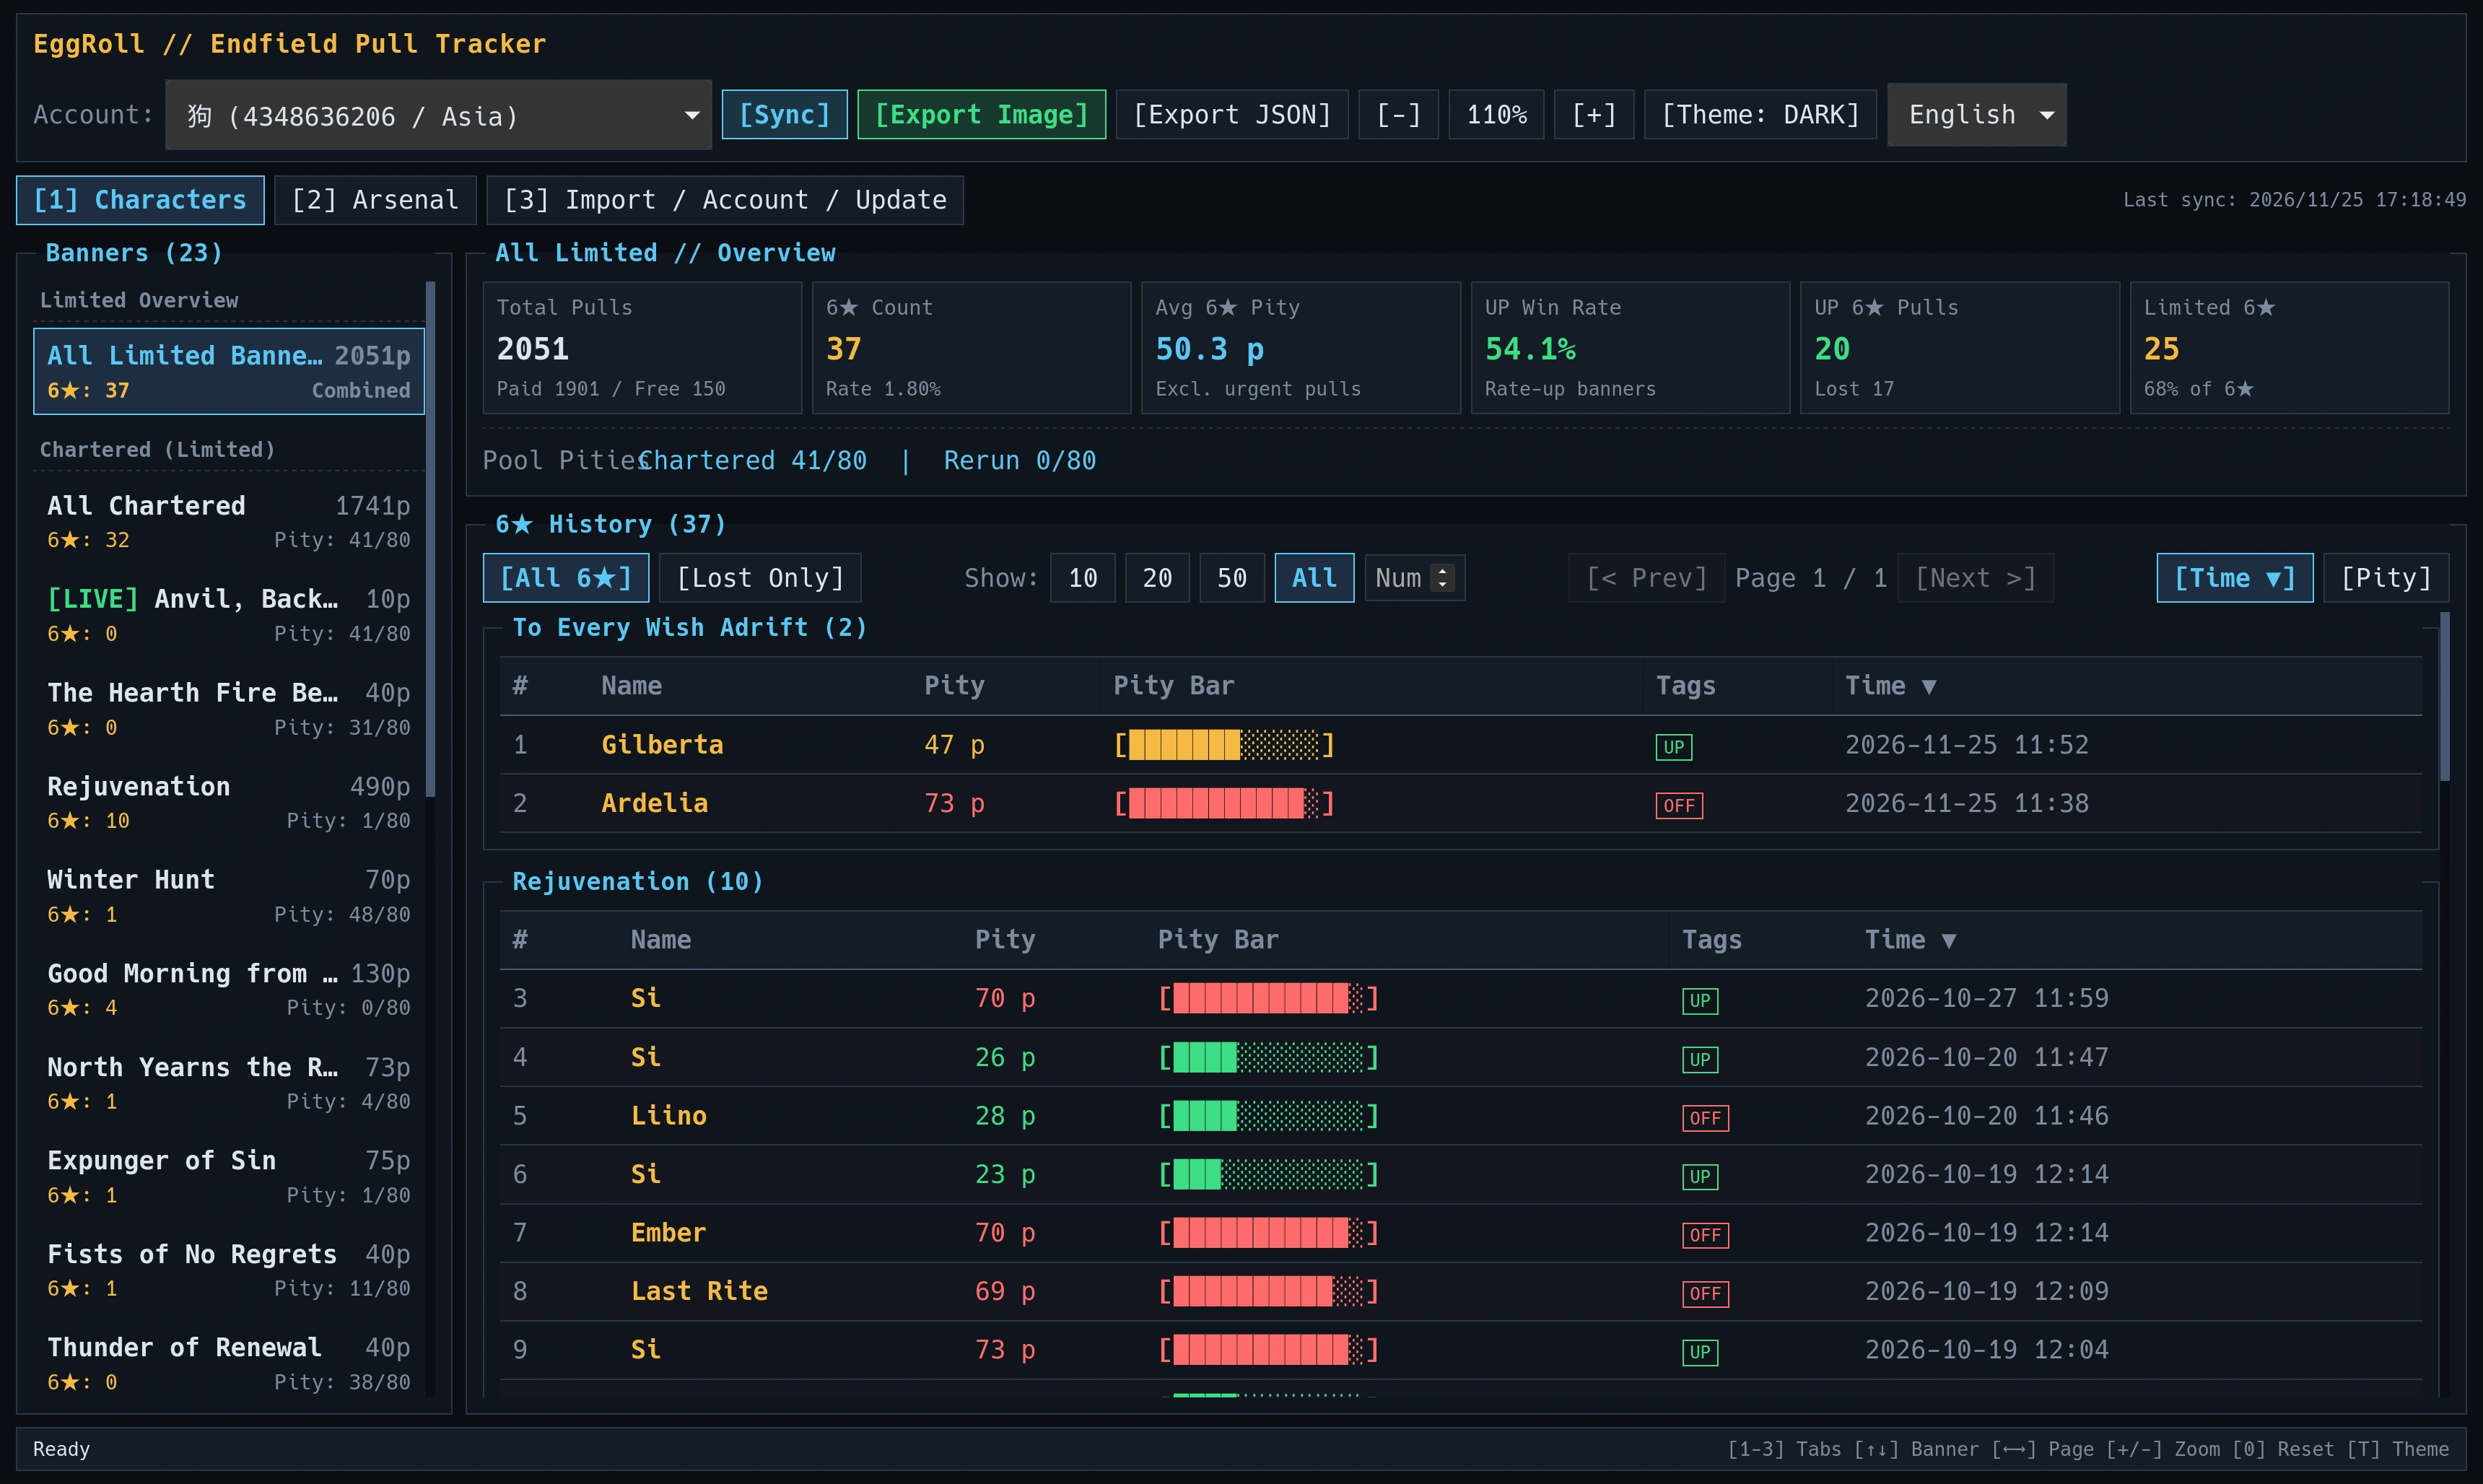 EggRoll // Endfield Pull Tracker
Account: 狗 (4348636206 / Asia) [Sync] [Export Image] [Export JSON] [-] 110% [+] [Theme: DARK] English
[1] Characters [2] Arsenal [3] Import / Account / Update Last sync: 2026/11/25 17:18:49
Banners (23)
Limited Overview
All Limited Banne… 2051p
6★: 37 Combined
Chartered (Limited)
All Chartered 1741p
6★: 32 Pity: 41/80
[LIVE] Anvil, Back… 10p
6★: 0 Pity: 41/80
The Hearth Fire Be… 40p
6★: 0 Pity: 31/80
Rejuvenation 490p
6★: 10 Pity: 1/80
Winter Hunt 70p
6★: 1 Pity: 48/80
Good Morning from … 130p
6★: 4 Pity: 0/80
North Yearns the R… 73p
6★: 1 Pity: 4/80
Expunger of Sin 75p
6★: 1 Pity: 1/80
Fists of No Regrets 40p
6★: 1 Pity: 11/80
Thunder of Renewal 40p
6★: 0 Pity: 38/80
All Limited // Overview
Total Pulls
2051
Paid 1901 / Free 150
6★ Count
37
Rate 1.80%
Avg 6★ Pity
50.3 p
Excl. urgent pulls
UP Win Rate
54.1%
Rate-up banners
UP 6★ Pulls
20
Lost 17
Limited 6★
25
68% of 6★
Pool Pities Chartered 41/80 | Rerun 0/80
6★ History (37)
[All 6★] [Lost Only] Show: 10 20 50 All Num [< Prev] Page 1 / 1 [Next >] [Time ▼] [Pity]
To Every Wish Adrift (2)
# Name Pity Pity Bar Tags Time ▼
1 Gilberta 47 p [███████░░░░░] UP 2026-11-25 11:52
2 Ardelia 73 p [███████████░] OFF 2026-11-25 11:38
Rejuvenation (10)
# Name Pity Pity Bar Tags Time ▼
3 Si 70 p [███████████░] UP 2026-10-27 11:59
4 Si 26 p [████░░░░░░░░] UP 2026-10-20 11:47
5 Liino 28 p [████░░░░░░░░] OFF 2026-10-20 11:46
6 Si 23 p [███░░░░░░░░░] UP 2026-10-19 12:14
7 Ember 70 p [███████████░] OFF 2026-10-19 12:14
8 Last Rite 69 p [██████████░░] OFF 2026-10-19 12:09
9 Si 73 p [███████████░] UP 2026-10-19 12:04
Ready [1-3] Tabs [↑↓] Banner [←→] Page [+/-] Zoom [0] Reset [T] Theme